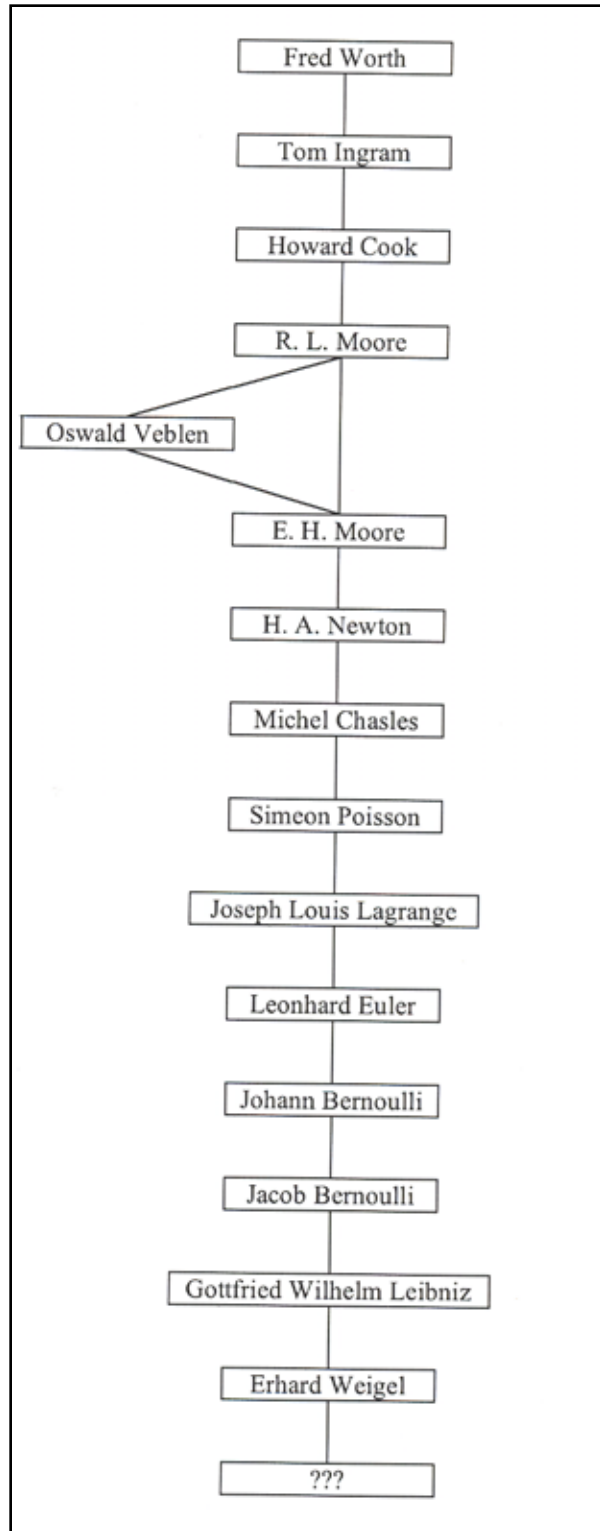 Fred Worth
Tom Ingram
Howard Cook
R. L. Moore
Oswald Veblen
E. H. Moore
H. A. Newton
Michel Chasles
Simeon Poisson
Joseph Louis Lagrange
Leonhard Euler
Johann Bernoulli
Jacob Bernoulli
Gottfried Wilhelm Leibniz
Erhard Weigel
???